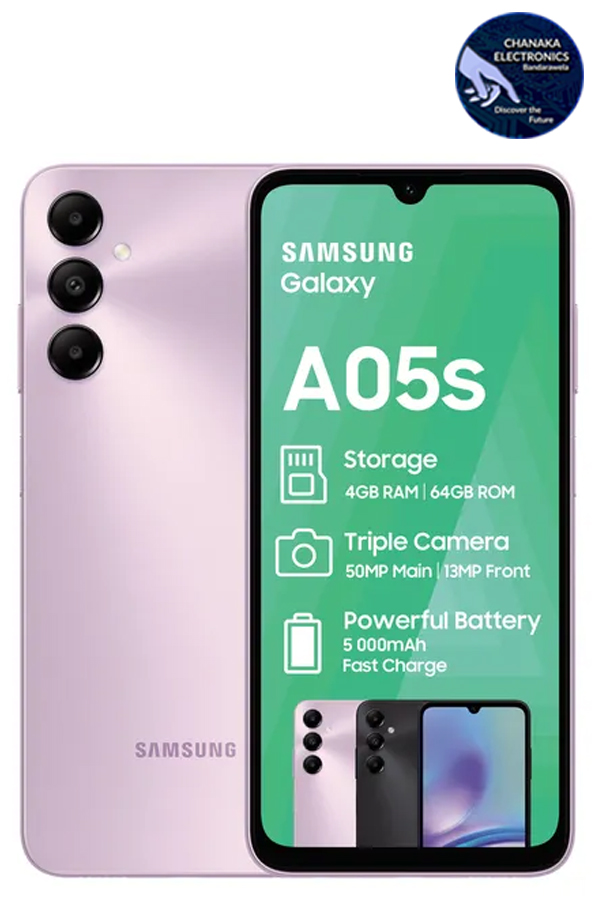 CHANAKA
ELECTRONICS
Bandarawela
Discover the
Future
SAMSUNG
Galaxy
A05s
Storage
4GB RAM | 64GB ROM
Triple Camera
50MP Main | 13MP Front
Powerful Battery
5 000mAh
Fast Charge
SAMSUNG